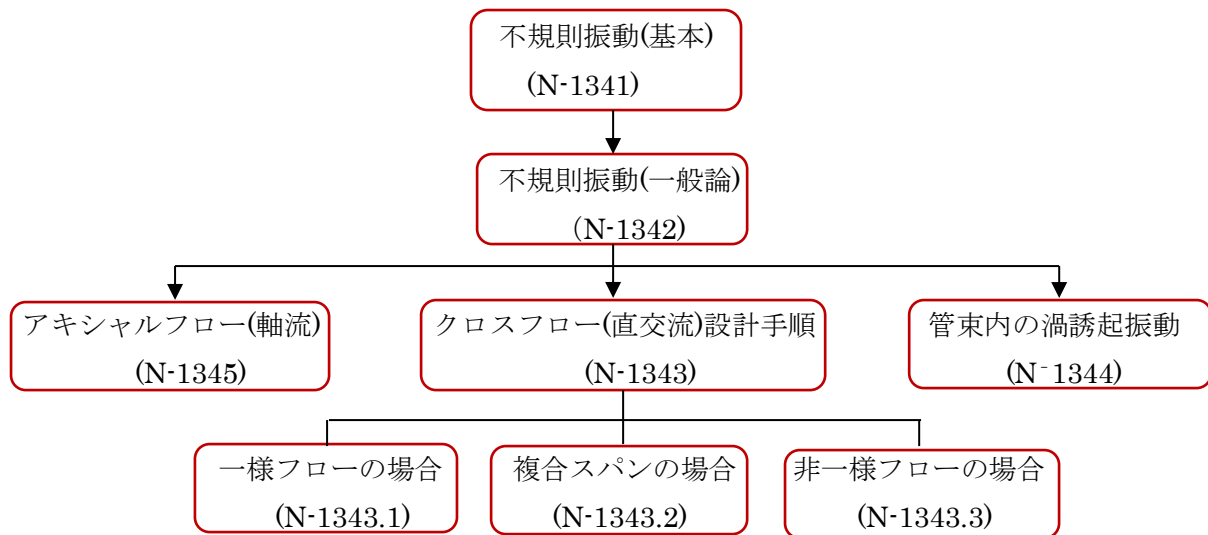 不規則振動(基本)
(N-1341)
不規則振動(一般論)
(N-1342)
アキシャルフロー(軸流)
(N-1345)
クロスフロー(直交流)設計手順
(N-1343)
管束内の渦誘起振動
(N⁻1344)
一様フローの場合
(N-1343.1)
複合スパンの場合
(N-1343.2)
非一様フローの場合
(N-1343.3)